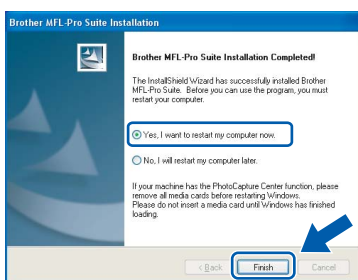 Brother MFL-Pro Suite Installation
Brother MFL-Pro Suite Installation Completed!
The InstallShield Wizard has successfully installed Brother
MFL-Pro Suite. Before you can use the program, you must
restart your computer.
Yes, I want to restart my computer now.
No, I will restart my computer later.
If your machine has the PhotoCapture Center function, please
remove all media cards before restarting Windows.
Please do not insert a media card until Windows has finished
loading.
< Back
Finish
Cancel